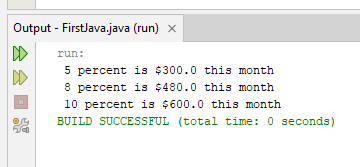 Output - FirstJava.java (run) ×
run:
5 percent is $300.0 this month
8 percent is $480.0 this month
10 percent is $600.0 this month
BUILD SUCCESSFUL (total time: 0 seconds)